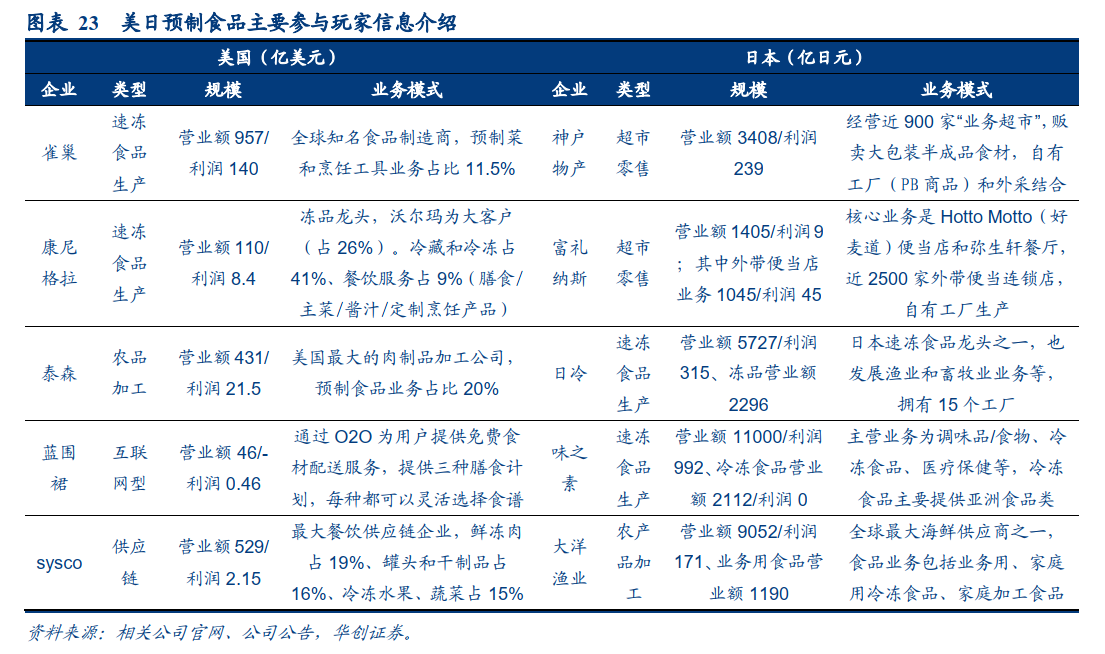 图表 23 美日预制食品主要参与玩家信息介绍
美国（亿美元） 日本（亿日元）
企业 类型 规模 业务模式 企业 类型 规模 业务模式
雀巢
速冻
食品
生产
营业额 957/
利润 140
全球知名食品制造商，预制菜
和烹饪工具业务占比 11.5%
神户
物产
超市
零售
营业额 3408/利润
239
经营近 900 家“业务超市”，贩
卖大包装半成品食材，自有
工厂（PB 商品）和外采结合
康尼
格拉
速冻
食品
生产
营业额 110/
利润 8.4
冻品龙头，沃尔玛为大客户
（占 26%）。冷藏和冷冻占
41%、餐饮服务占 9%（膳食/
主菜/酱汁/定制烹饪产品）
富礼
纳斯
超市
零售
营业额 1405/利润 9
；其中外带便当店
业务 1045/利润 45
核心业务是 Hotto Motto（好
麦道）便当店和弥生轩餐厅，
近 2500 家外带便当连锁店，
自有工厂生产
泰森
农品
加工
营业额 431/
利润 21.5
美国最大的肉制品加工公司，
预制食品业务占比 20%
日冷
速冻
食品
生产
营业额 5727/利润
315、冻品营业额
2296
日本速冻食品龙头之一，也
发展渔业和畜牧业业务等，
拥有 15 个工厂
蓝围
裙
互联
网型
营业额 46/-
利润 0.46
通过 O2O 为用户提供免费食
材配送服务，提供三种膳食计
划，每种都可以灵活选择食谱
味之
素
速冻
食品
生产
营业额 11000/利润
992、冷冻食品营业
额 2112/利润 0
主营业务为调味品/食物、冷
冻食品、医疗保健等，冷冻
食品主要提供亚洲食品类
sysco
供应
链
营业额 529/
利润 2.15
最大餐饮供应链企业，鲜冻肉
占 19%、罐头和干制品占
16%、冷冻水果、蔬菜占 15%
大洋
渔业
农产
品加
工
营业额 9052/利润
171、业务用食品营
业额 1190
全球最大海鲜供应商之一，
食品业务包括业务用、家庭
用冷冻食品、家庭加工食品
资料来源：相关公司官网、公司公告，华创证券。